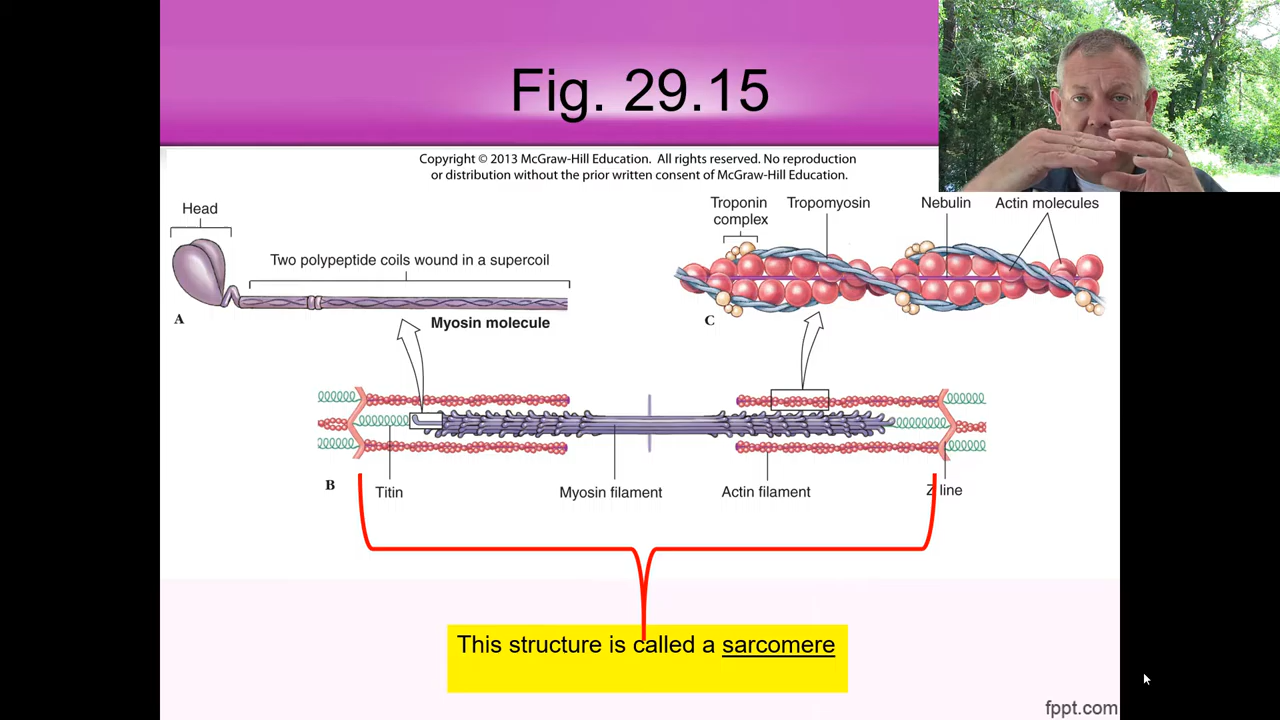 Fig. 29.15
Copyright © 2013 McGraw-Hill Education. All rights reserved. No reproduction
or distribution without the prior written consent of McGraw-Hill Education.
Head
Two polypeptide coils wound in a supercoil
A
Myosin molecule
Troponin
complex
Tropomyosin
Nebulin
Actin molecules
C
B
Titin
Myosin filament
Actin filament
Z line
This structure is called a sarcomere
fppt.com